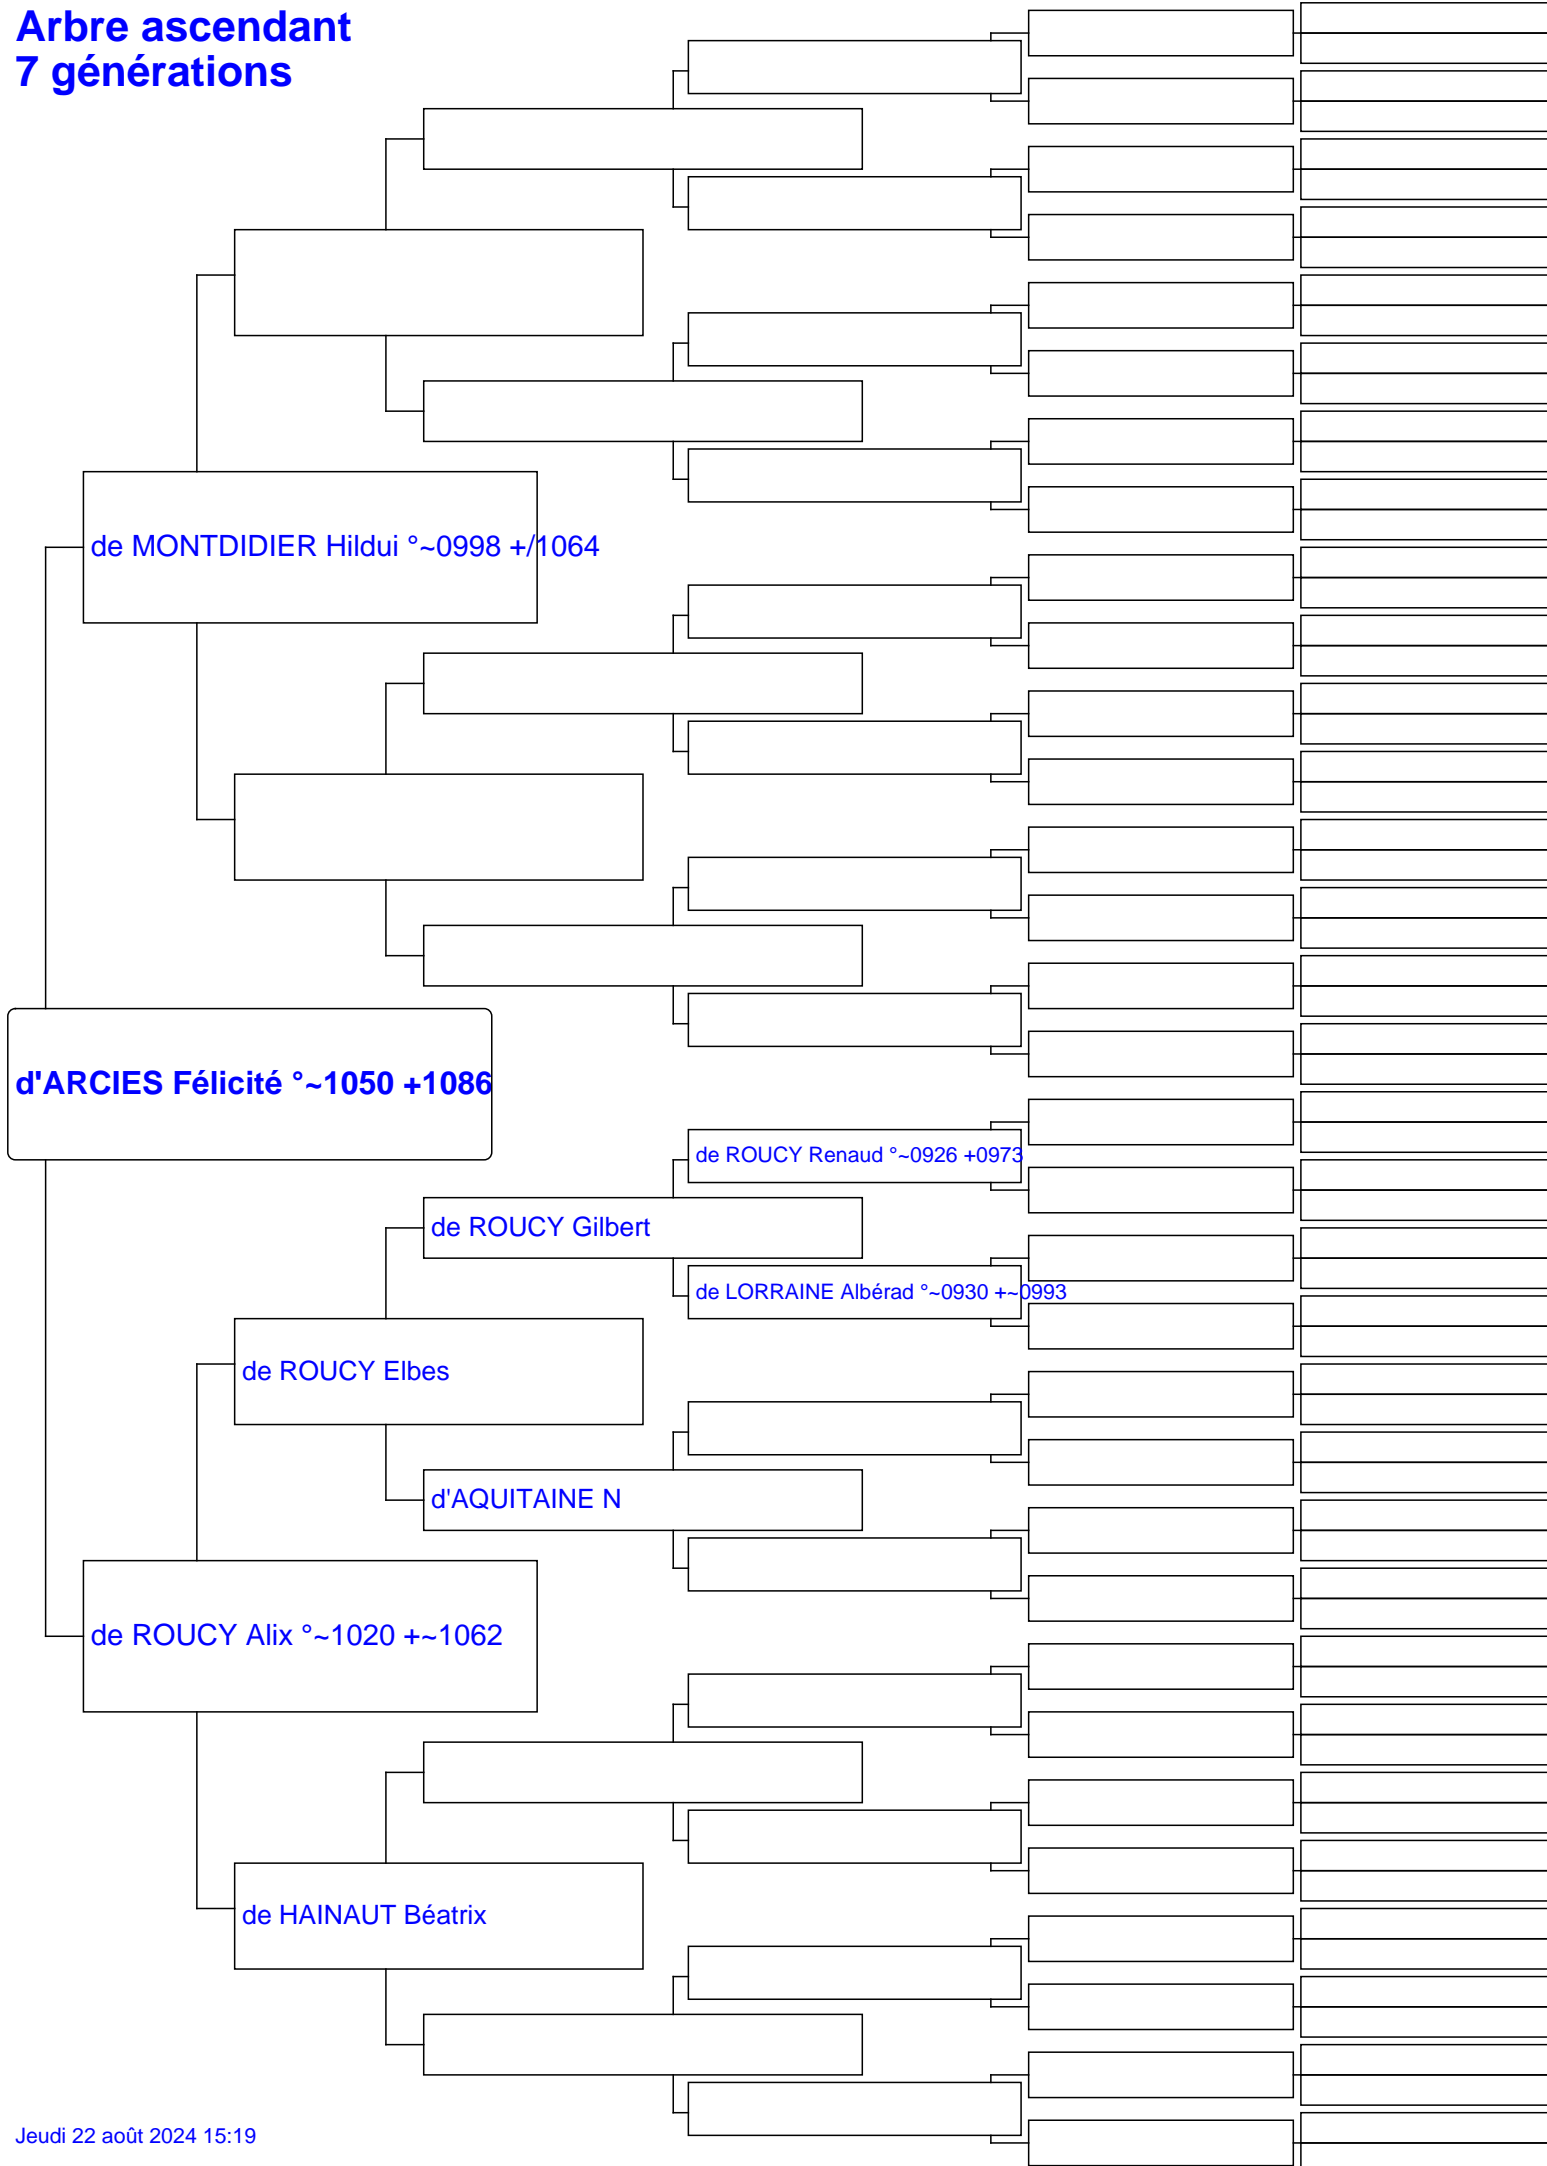 Arbre ascendant
7 générations
de MONTDIDIER Hildui °~0998 +/1064
d'ARCIES Félicité °~1050 +1086
de ROUCY Renaud °~0926 +0973
de ROUCY Gilbert
de LORRAINE Albérad °~0930 +~0993
de ROUCY Elbes
d'AQUITAINE N
de ROUCY Alix °~1020 +~1062
de HAINAUT Béatrix
Jeudi 22 août 2024 15:19